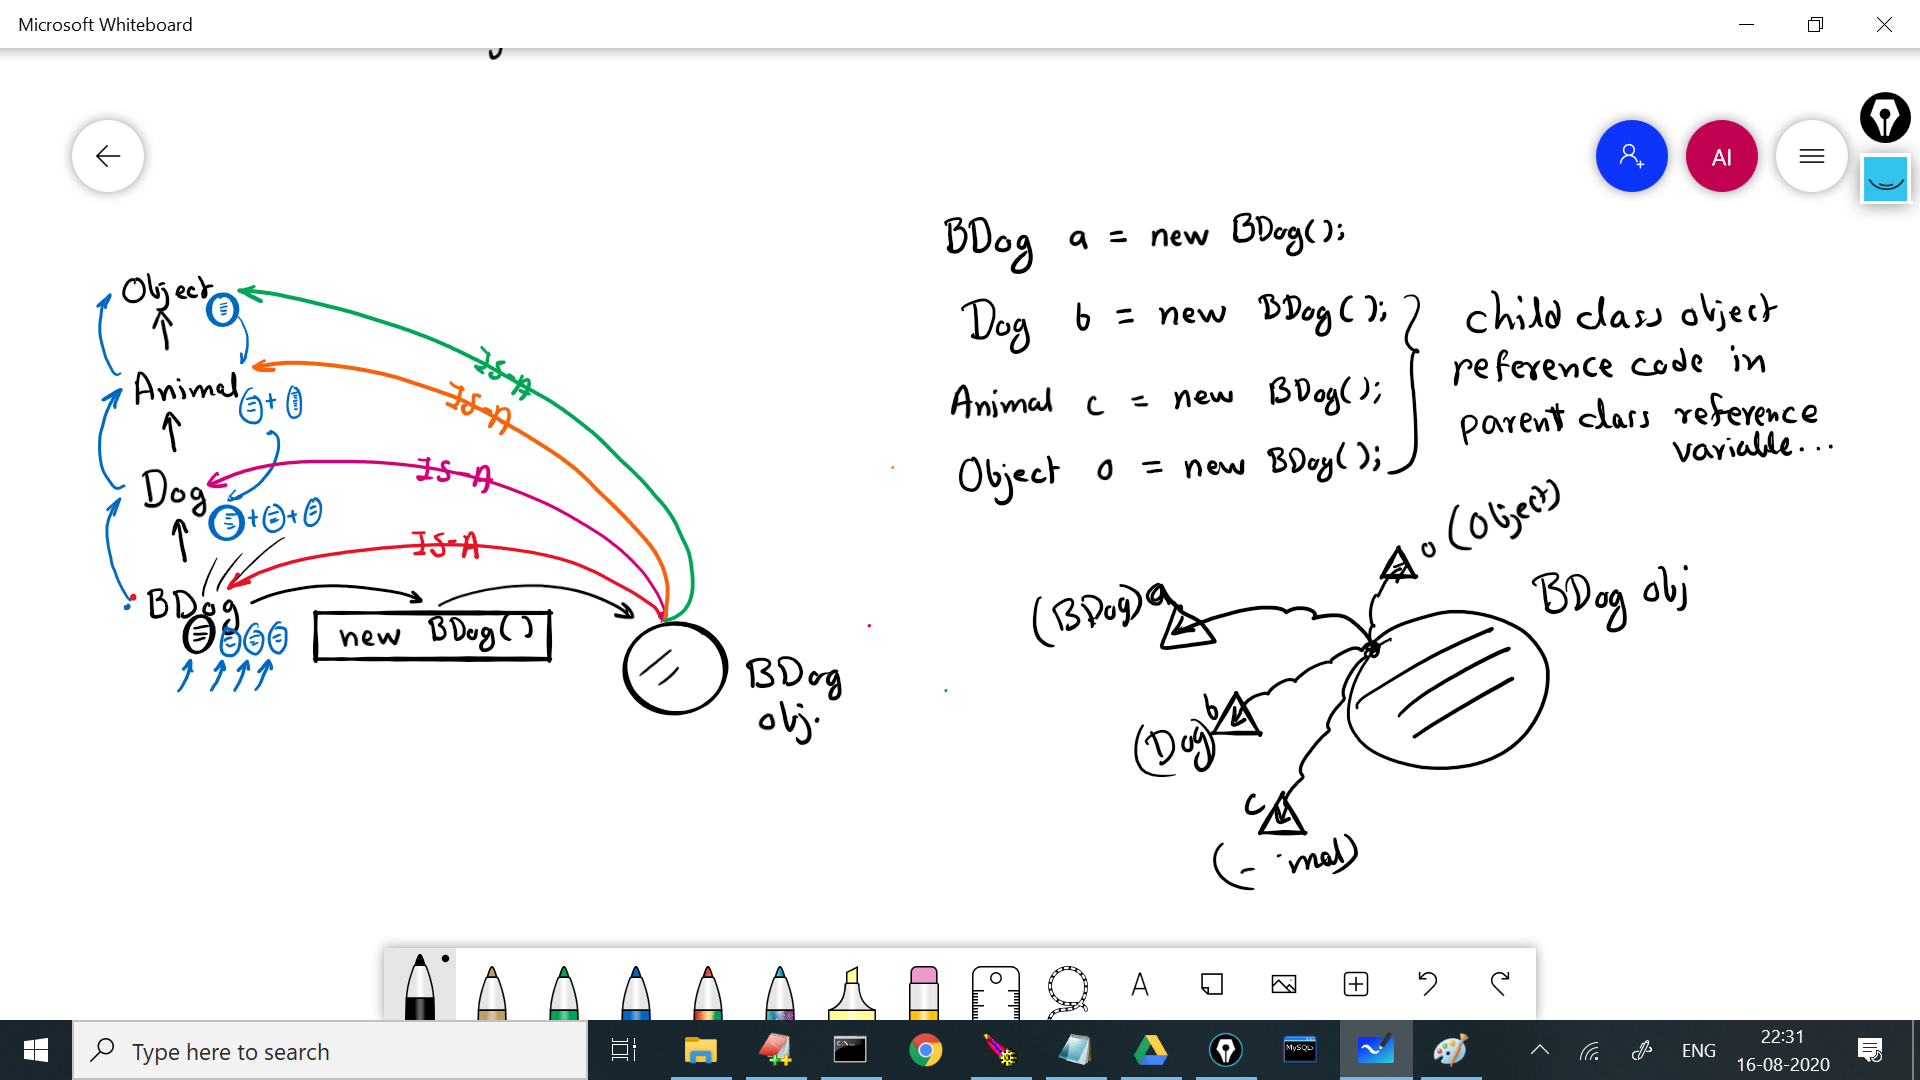 Microsoft Whiteboard
AI
BDog a = new BDog();
Dog b = new BDog();
Animal c = new BDog();
Object o = new BDog();
child class object
reference code in
parent class reference
variable...
Object
IS-A
Animal
+
IS-A
Dog
IS-A
+ +
IS-A
BDog
new BDog()
BDog
obj.
o (Object)
BDog obj
(BDog) a
b
(Dog)
c
A
Type here to search
MySQL
ENG
22:31
16-08-2020